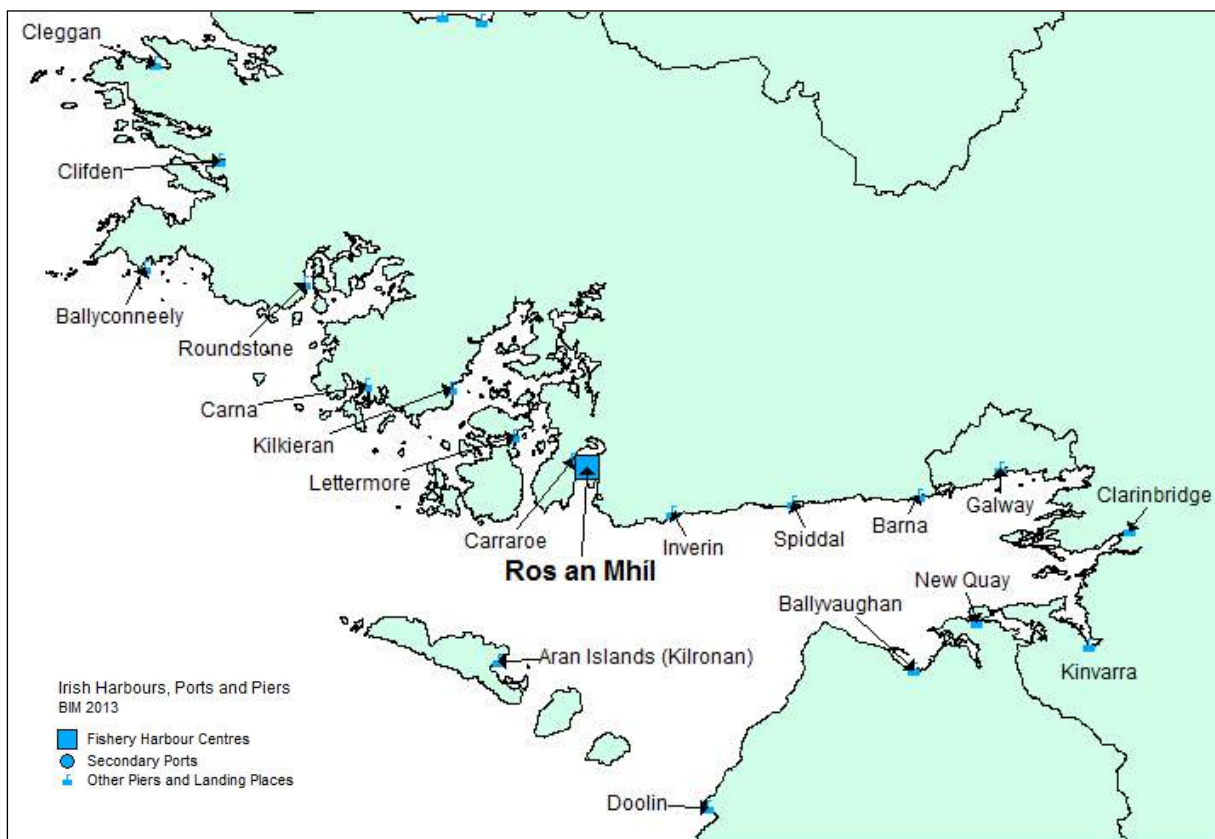 Cleggan
Clifden
Ballyconneely
Roundstone
Carna
Kilkieran
Lettermore
Carraroe
Ros an Mhíl
Inverin
Spiddal
Barna
Galway
Clarinbridge
New Quay
Ballyvaughan
Kinvarra
Aran Islands (Kilronan)
Doolin
Irish Harbours, Ports and Piers
BIM 2013
Fishery Harbour Centres
Secondary Ports
Other Piers and Landing Places